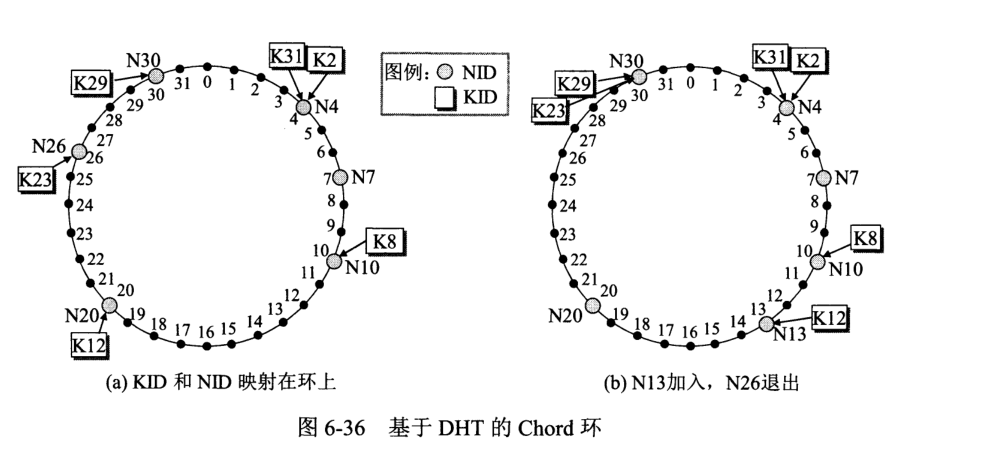 N30
K29
K31 K2
N4
31 0 1 2 3 4 5 6 7 8 9 10 11 12 13 14 15 16 17 18 19 20 21 22 23 24 25 26 27 28 29 30
N7
K8
N10
N20
K12
N26
K23
图例: NID
KID
N30
K29
K23
K31 K2
N4
31 0 1 2 3 4 5 6 7 8 9 10 11 12 13 14 15 16 17 18 19 20 21 22 23 24 25 26 27 28 29 30
N7
K8
N10
K12
N13
N20
(a) KID 和 NID 映射在环上
(b) N13加入，N26退出
图 6-36 基于 DHT 的 Chord 环